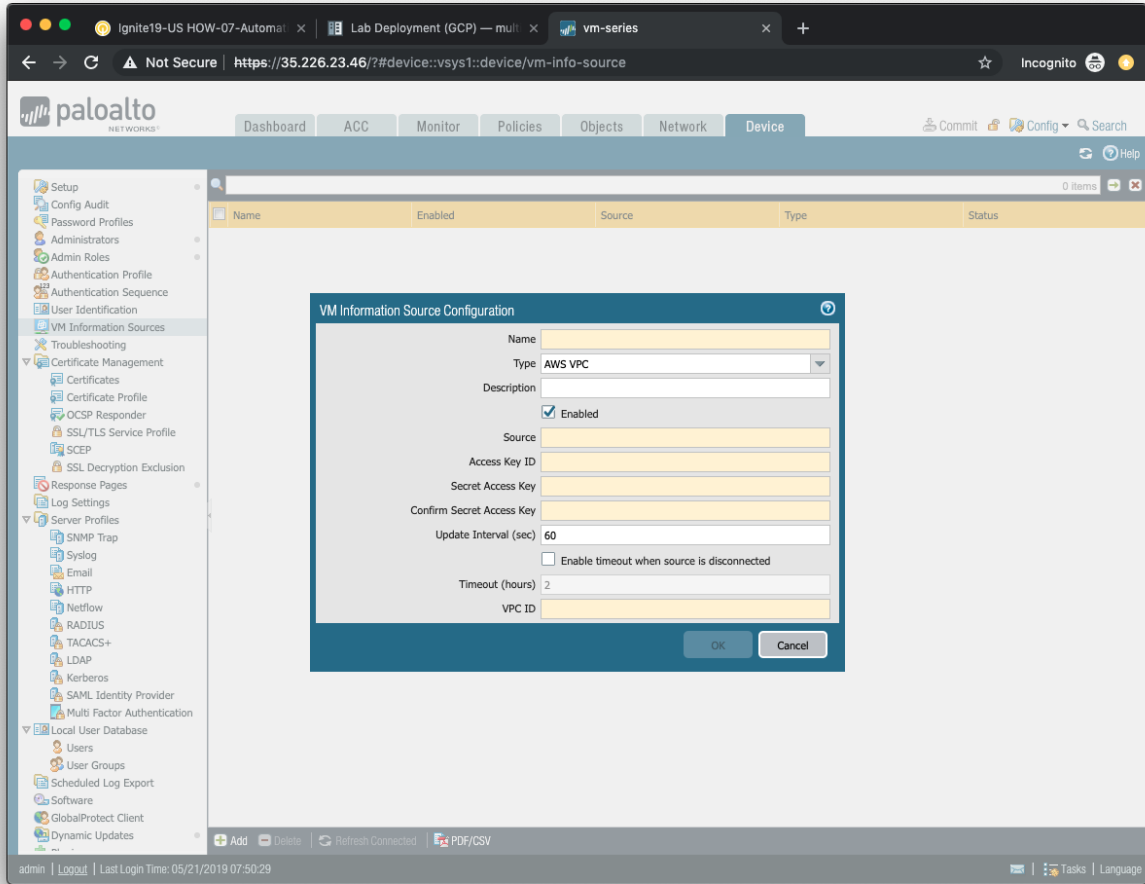 Ignite19-US HOW-07-Automat
Lab Deployment (GCP) — mult
vm-series
Not Secure | https://35.226.23.46/?#device::vsys1::device/vm-info-source
Incognito
paloalto
NETWORKS®
Dashboard
ACC
Monitor
Policies
Objects
Network
Device
Commit
Config
Search
Help
Setup
Config Audit
Password Profiles
Administrators
Admin Roles
Authentication Profile
Authentication Sequence
User Identification
VM Information Sources
Troubleshooting
Certificate Management
Certificates
Certificate Profile
OCSP Responder
SSL/TLS Service Profile
SCEP
SSL Decryption Exclusion
Response Pages
Log Settings
Server Profiles
SNMP Trap
Syslog
Email
HTTP
Netflow
RADIUS
TACACS+
LDAP
Kerberos
SAML Identity Provider
Multi Factor Authentication
Local User Database
Users
User Groups
Scheduled Log Export
Software
GlobalProtect Client
Dynamic Updates
0 items
Name Enabled Source Type Status
VM Information Source Configuration
Name
Type AWS VPC
Description
Enabled
Source
Access Key ID
Secret Access Key
Confirm Secret Access Key
Update Interval (sec) 60
Enable timeout when source is disconnected
Timeout (hours) 2
VPC ID
OK Cancel
Add Delete Refresh Connected PDF/CSV
admin | Logout | Last Login Time: 05/21/2019 07:50:29
Tasks | Language